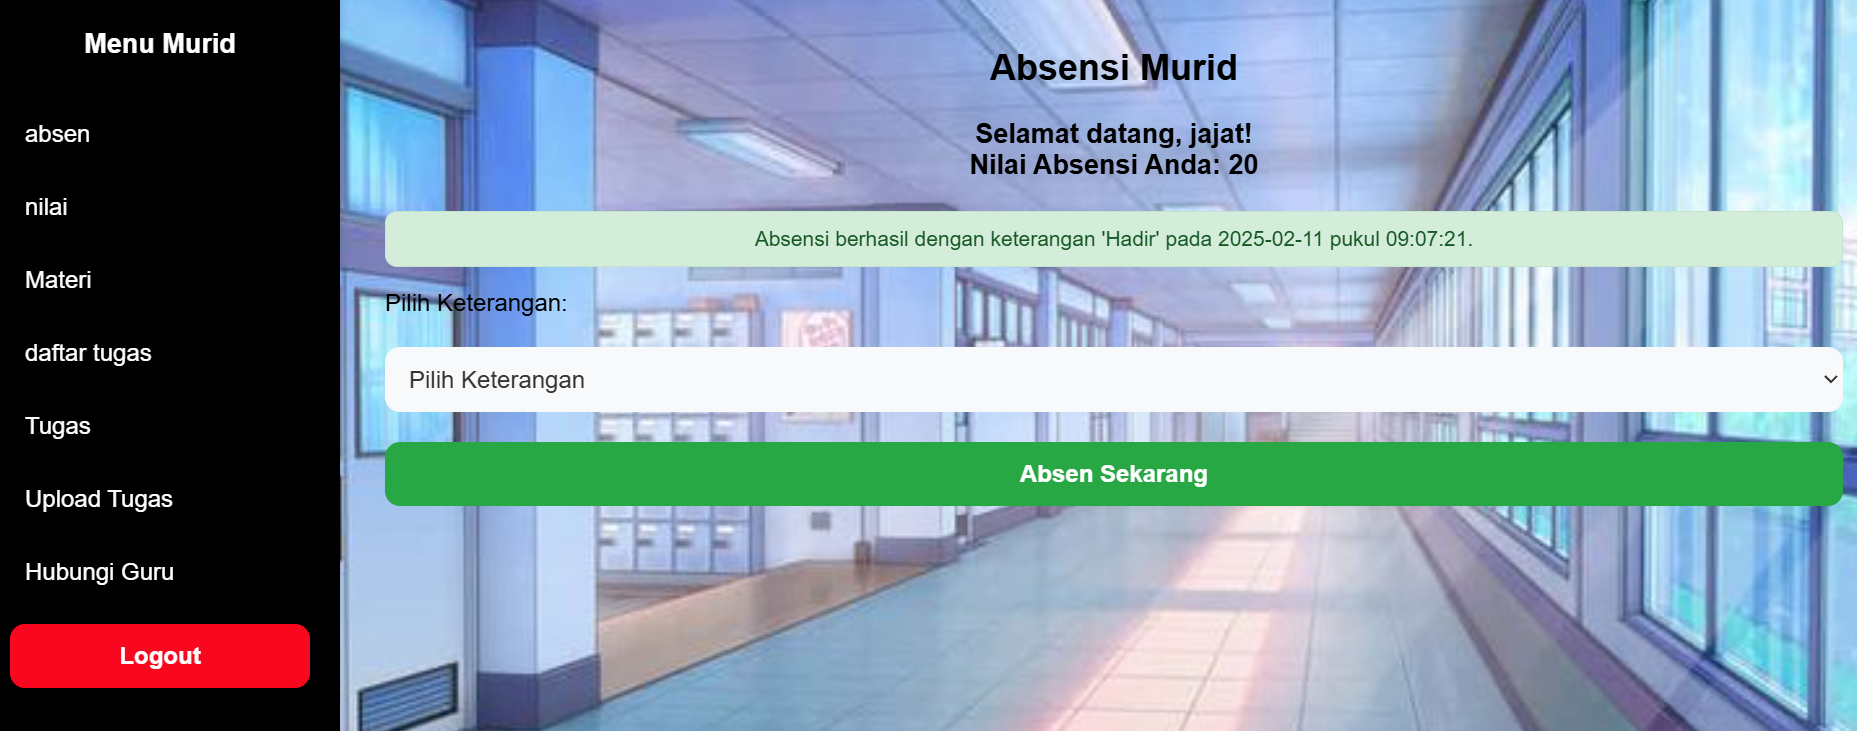 Menu Murid
absen
nilai
Materi
daftar tugas
Tugas
Upload Tugas
Hubungi Guru
Logout
Absensi Murid
Selamat datang, jajat!
Nilai Absensi Anda: 20
Absensi berhasil dengan keterangan 'Hadir' pada 2025-02-11 pukul 09:07:21.
Pilih Keterangan:
Pilih Keterangan
Absen Sekarang